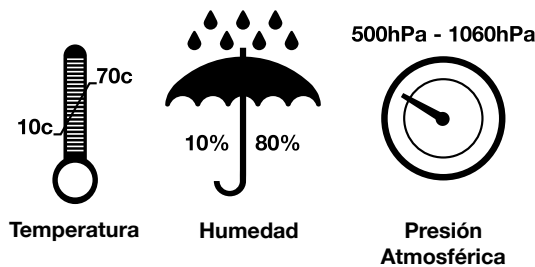 500hPa - 1060hPa
70c
10c
10% 80%
Temperatura
Humedad
Presión
Atmosférica